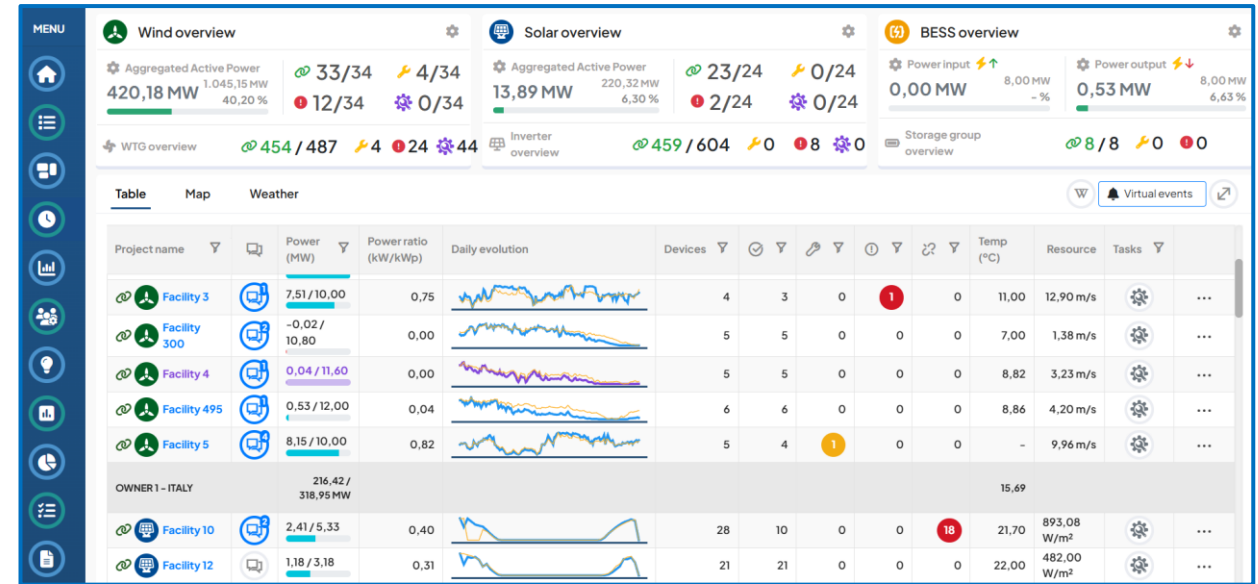 MENU
Wind overview
Aggregated Active Power
420,18 MW 1.045,15 MW
40,20 %
33/34 4/34
12/34 0/34
WTG overview 454 / 487 4 24 44
Solar overview
Aggregated Active Power
13,89 MW 220,32 MW
6,30 %
23/24 0/24
2/24 0/24
Inverter
overview
459 / 604 0 8 0
BESS overview
Power input
0,00 MW 8,00 MW
- %
Power output
0,53 MW 8,00 MW
6,63 %
Storage group
overview
8 / 8 0 0
Table Map Weather
W Virtual events
Project name Power (MW) Power ratio (kW/kWp) Daily evolution Devices Temp (°C) Resource Tasks
Facility 3 1 7,51 / 10,00 0,75 4 3 0 1 0 11,00 12,90 m/s ...
Facility 300 2 -0,02 / 10,80 0,00 5 5 0 0 0 7,00 1,38 m/s ...
Facility 4 1 0,04 / 11,60 0,00 5 5 0 0 0 8,82 3,23 m/s ...
Facility 495 1 0,53 / 12,00 0,04 6 6 0 0 0 8,86 4,20 m/s ...
Facility 5 8,15 / 10,00 0,82 5 4 1 0 0 - 9,96 m/s ...
OWNER 1 - ITALY 216,42 / 318,95 MW 15,69
Facility 10 2 2,41 / 5,33 0,40 28 10 0 0 18 21,70 893,08 W/m² ...
Facility 12 1,18 / 3,18 0,31 21 21 0 0 0 22,00 482,00 W/m² ...